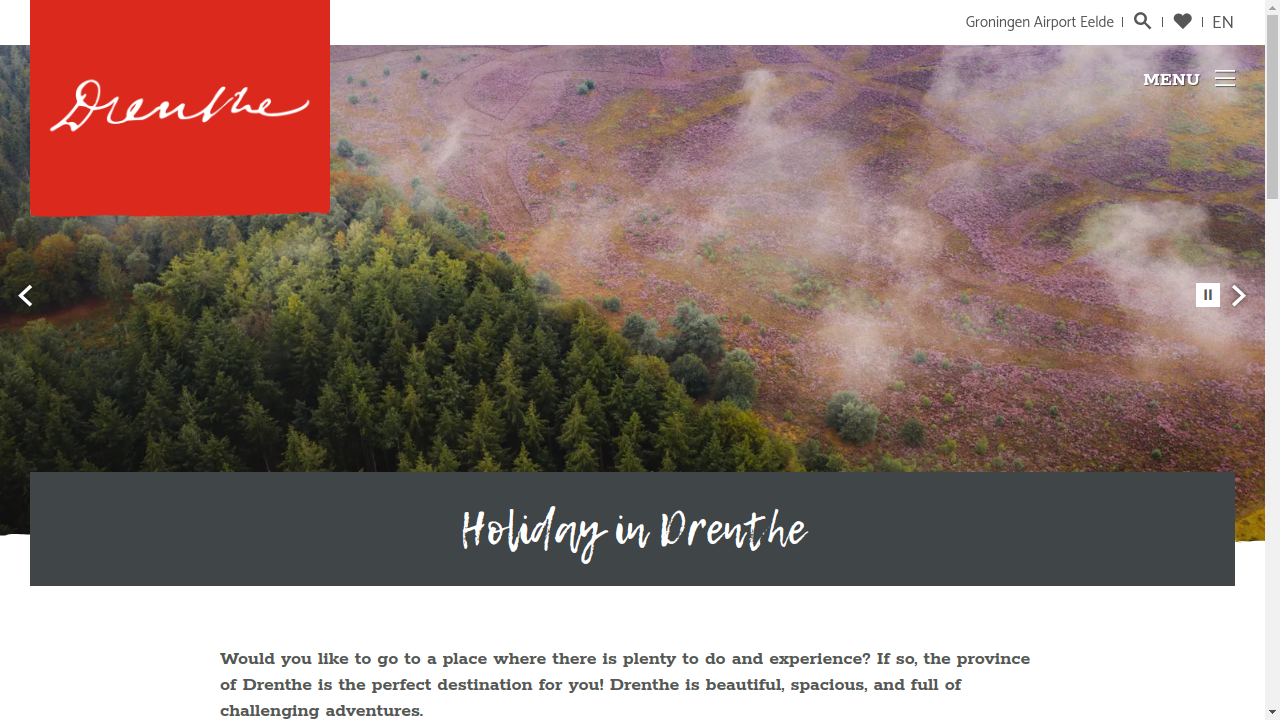 Groningen Airport Eelde
EN
Drenthe
MENU
Holiday in Drenthe
Would you like to go to a place where there is plenty to do and experience? If so, the province
of Drenthe is the perfect destination for you! Drenthe is beautiful, spacious, and full of
challenging adventures.